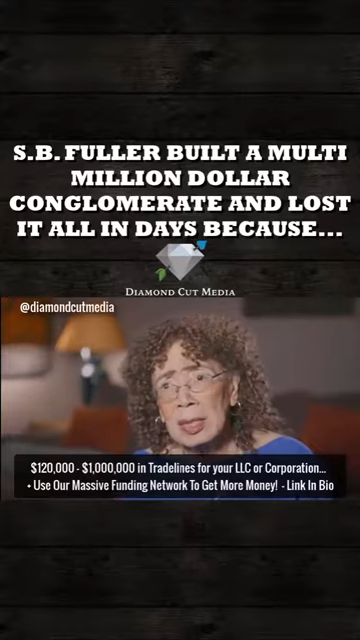 S.B. FULLER BUILT A MULTI
MILLION DOLLAR
CONGLOMERATE AND LOST
IT ALL IN DAYS BECAUSE...
DIAMOND CUT MEDIA
@diamondcutmedia
$120,000 - $1,000,000 in Tradelines for your LLC or Corporation...
+ Use Our Massive Funding Network To Get More Money! - Link In Bio